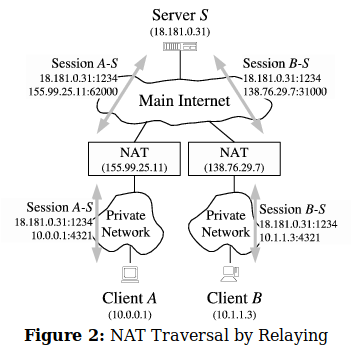 Server S
(18.181.0.31)
Session A-S
18.181.0.31:1234
155.99.25.11:62000
Session B-S
18.181.0.31:1234
138.76.29.7:31000
Main Internet
NAT
(155.99.25.11)
NAT
(138.76.29.7)
Session A-S
18.181.0.31:1234
10.0.0.1:4321
Private
Network
Private
Network
Session B-S
18.181.0.31:1234
10.1.1.3:4321
Client A
(10.0.0.1)
Client B
(10.1.1.3)
Figure 2: NAT Traversal by Relaying